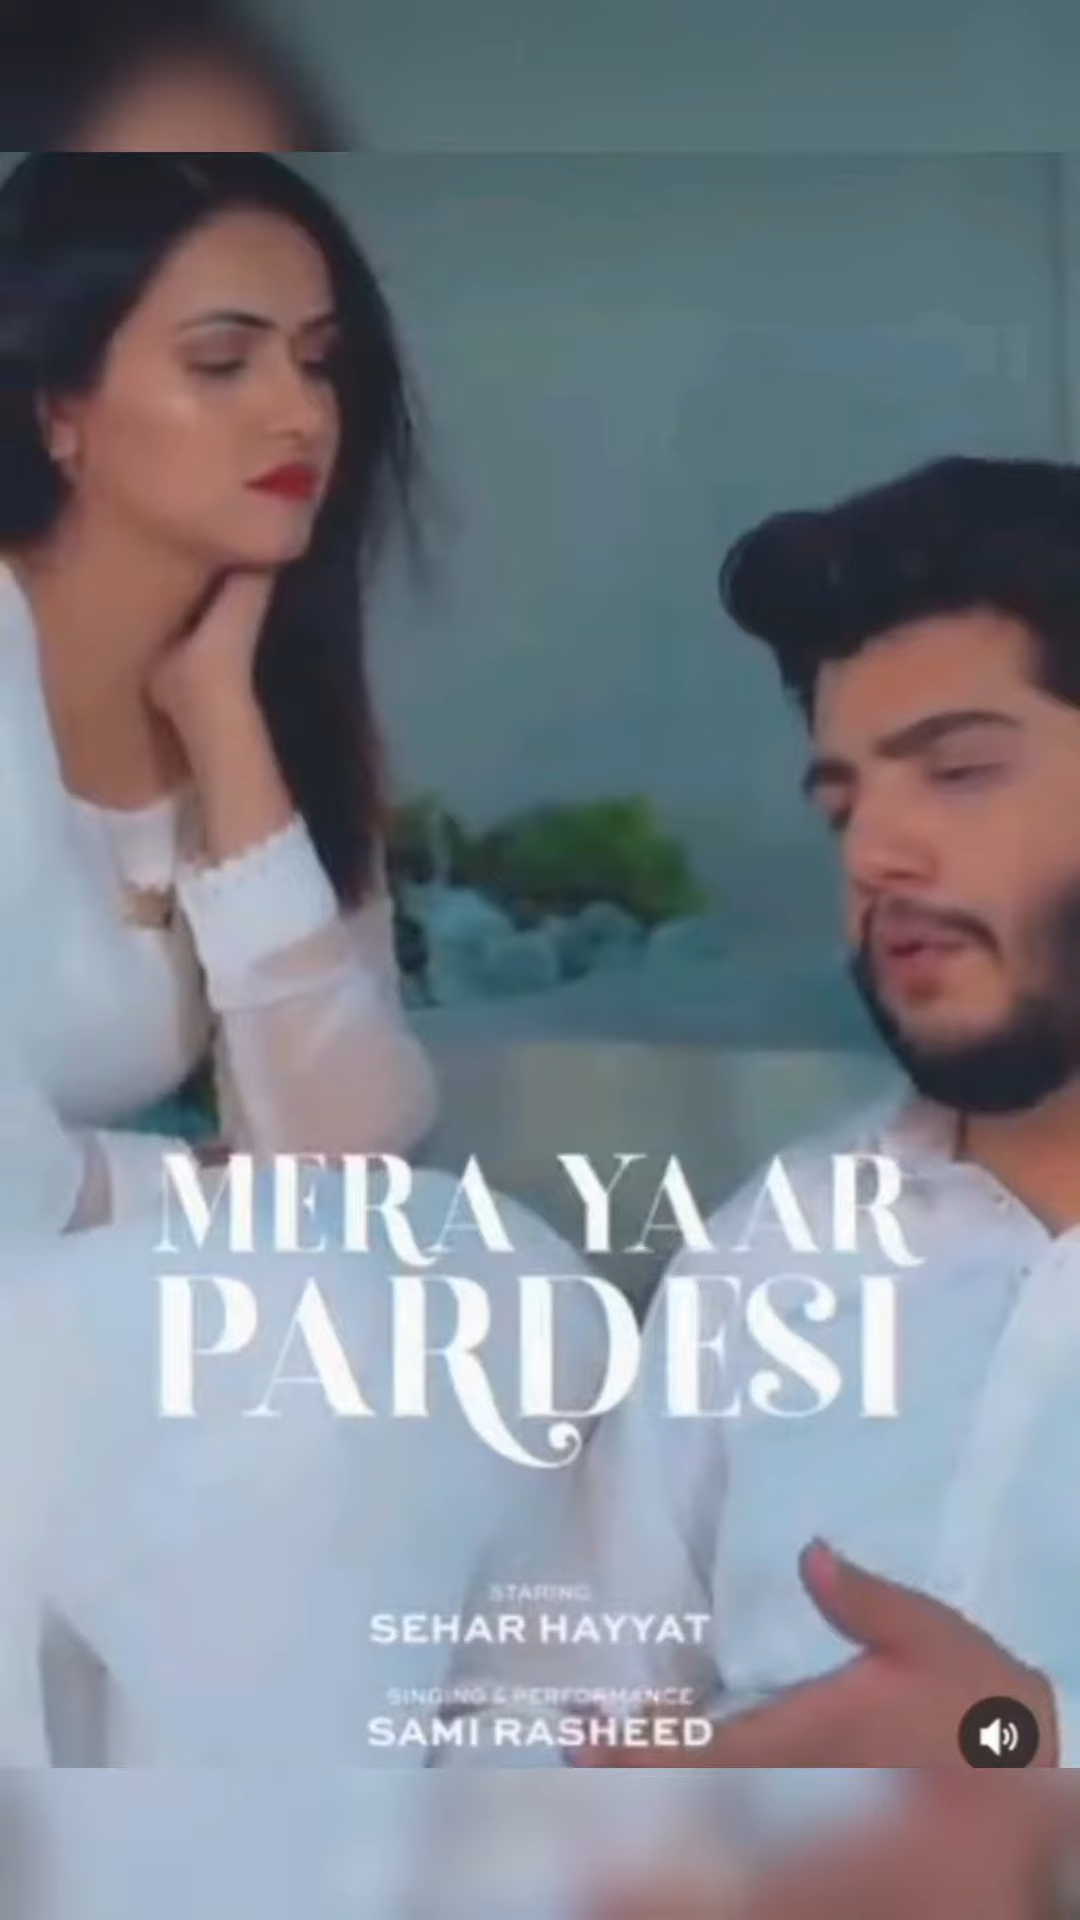 MERA YAAR
PARDESI
STARING
SEHAR HAYYAT
SINGING & PERFORMANCE
SAMI RASHEED